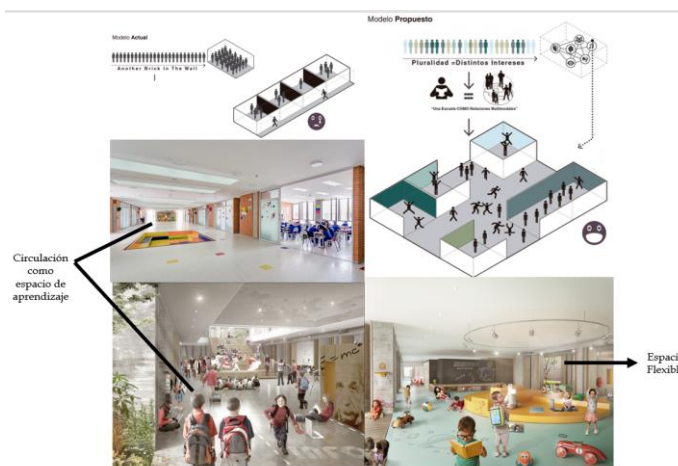 Modelo Actual
Another Brick In The Wall
Modelo Propuesto
Pluralidad =Distintos Intereses
"Una Escuela COMO Relaciones Multimodales"
Circulación
como
espacio de
aprendizaje
Espaci
Flexibl